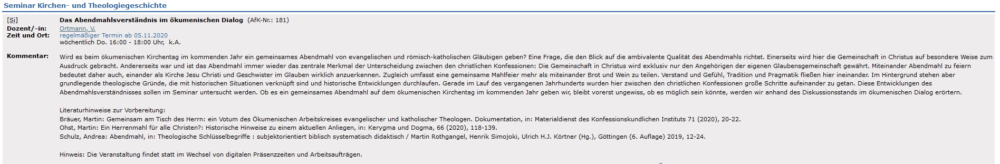 Seminar Kirchen- und Theologiegeschichte
[Si] Das Abendmahlsverständnis im ökumenischen Dialog (AfK-Nr.: 181)
Dozent/-in: Ortmann, V.
Zeit und Ort: regelmäßiger Termin ab 05.11.2020
wöchentlich Do. 16:00 - 18:00 Uhr, k.A.
Kommentar: Wird es beim ökumenischen Kirchentag im kommenden Jahr ein gemeinsames Abendmahl von evangelischen und römisch-katholischen Gläubigen geben? Eine Frage, die den Blick auf die ambivalente Qualität des Abendmahls richtet. Einerseits wird hier die Gemeinschaft in Christus auf besondere Weise zum
Ausdruck gebracht. Andererseits war und ist das Abendmahl immer wieder das zentrale Merkmal der Unterscheidung zwischen den christlichen Konfessionen: Die Gemeinschaft in Christus wird exklusiv nur den Angehörigen der eigenen Glaubensgemeinschaft gewährt. Miteinander Abendmahl zu feiern
bedeutet daher auch, einander als Kirche Jesu Christi und Geschwister im Glauben wirklich anzuerkennen. Zugleich umfasst eine gemeinsame Mahlfeier mehr als miteinander Brot und Wein zu teilen. Verstand und Gefühl, Tradition und Pragmatik fließen hier ineinander. Im Hintergrund stehen aber
grundlegende theologische Gründe, die mit historischen Situationen verknüpft sind und historische Entwicklungen durchlaufen. Gerade im Lauf des vergangenen Jahrhunderts wurden hier zwischen den christlichen Konfessionen große Schritte aufeinander zu getan. Diese Entwicklungen des
Abendmahlsverständnisses sollen im Seminar untersucht werden. Ob es ein gemeinsames Abendmahl auf dem ökumenischen Kirchentag im kommenden Jahr geben wir, bleibt vorerst ungewiss, ob es möglich sein könnte, werden wir anhand des Diskussionsstands im ökumenischen Dialog erörtern.
Literaturhinweise zur Vorbereitung:
Bräuer, Martin: Gemeinsam am Tisch des Herrn: ein Votum des Ökumenischen Arbeitskreises evangelischer und katholischer Theologen. Dokumentation, in: Materialdienst des Konfessionskundlichen Instituts 71 (2020), 20-22.
Ohst, Martin: Ein Herrenmahl für alle Christen?: Historische Hinweise zu einem aktuellen Anliegen, in: Kerygma und Dogma, 66 (2020), 118-139.
Schulz, Andrea: Abendmahl, in: Theologische Schlüsselbegriffe : subjektorientiert biblisch systematisch didaktisch / Martin Rothgangel, Henrik Simojoki, Ulrich H.J. Körtner (Hg.), Göttingen (6. Auflage) 2019, 12-24.
Hinweis: Die Veranstaltung findet statt im Wechsel von digitalen Präsenzzeiten und Arbeitsaufträgen.